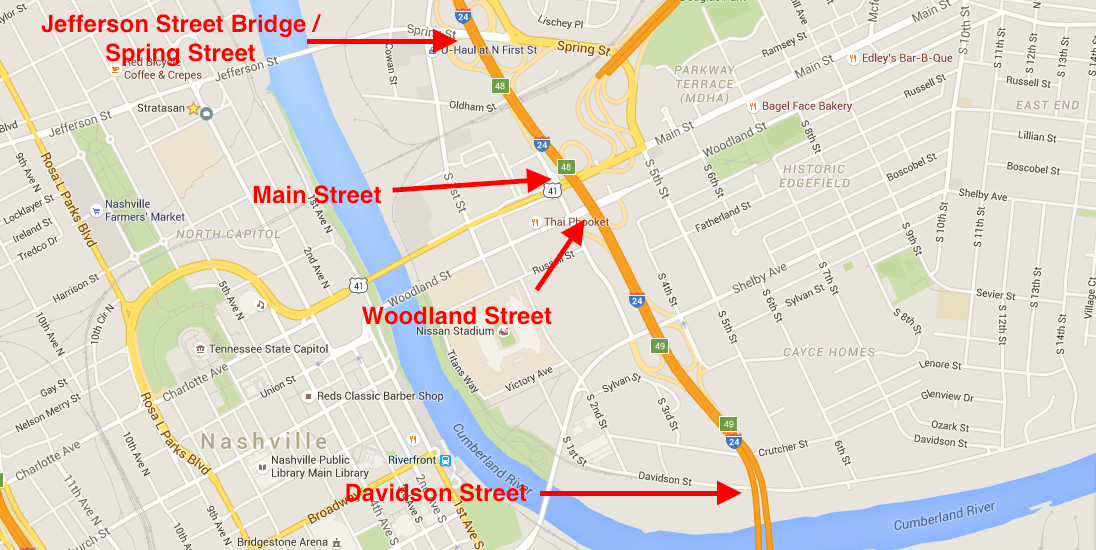 Jefferson Street Bridge /
Spring Street
Main Street
Woodland Street
Davidson Street
24
Lischey Pl
Spring St
U-Haul at N First St
Spring St
Cowan St
Red Bicycle
Coffee & Crepes
Jefferson St
Stratasan
Jefferson St
48
Oldham St
24
48
41
Douglas Park
Main St
Ramsey St
Main St
Edley's Bar-B-Que
PARKWAY
TERRACE
(MDHA)
Bagel Face Bakery
Russell St
S 10th St
S 11th St
S 12th St
S 13th St
S 14th St
Russell St
EAST END
Lillian St
Boscobel St
Main St
Woodland St
S 8th St
HISTORIC
EDGEFIELD
Boscobel St
Shelby Ave
S 5th St
S 6th St
Fatherland St
S 9th St
S 10th St
S 11th St
Rosa L Parks Blvd
9th Ave N
Locklayer St
Ireland St
Tredco Dr
Nashville
Farmers' Market
NORTH CAPITOL
1st Ave N
2nd Ave N
S 1st St
Thai Phooket
Russell St
Woodland St
41
Harrison St
5th Ave N
10th Cir N
10th Ave N
Nissan Stadium
Titans Way
Victory Ave
24
S 4th St
S 5th St
Shelby Ave
Sylvan St
S 6th St
S 7th St
S 8th St
Sevier St
S 12th St
S 13th St
S 14th St
Village Ct
49
CAYCE HOMES
Lenore St
Glenview Dr
Ozark St
Davidson St
Tennessee State Capitol
Charlotte Ave
Union St
Gay St
Nelson Merry St
Reds Classic Barber Shop
Rosa L Parks Blvd
Nashville
Nashville Public
Library Main Library
Riverfront
Charlotte Ave
10th Ave N
11th Ave N
Broadway
Bridgestone Arena
2nd Ave S
1st Ave S
Cumberland River
Sylvan St
S 2nd St
S 3rd St
S 1st St
49
24
Crutcher St
6th St
Davidson St
Cumberland River